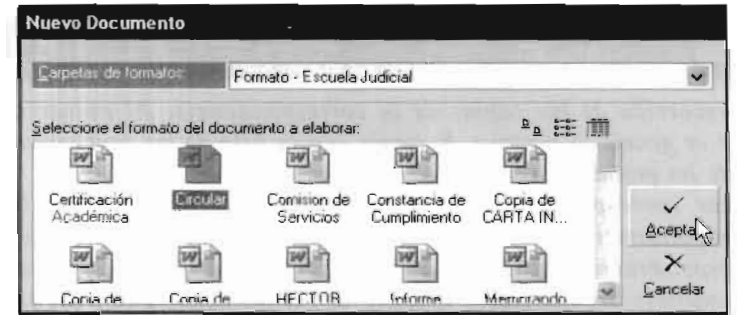 Nuevo Documento
Carpetas de formatos: Formato - Escuela Judicial
Seleccione el formato del documento a elaborar:
Certificación Académica
Circular
Comision de Servicios
Constancia de Cumplimiento
Copia de CARTA IN...
Aceptar
Copia de
Copia de
HECTOR
Informe
Memorando
Cancelar